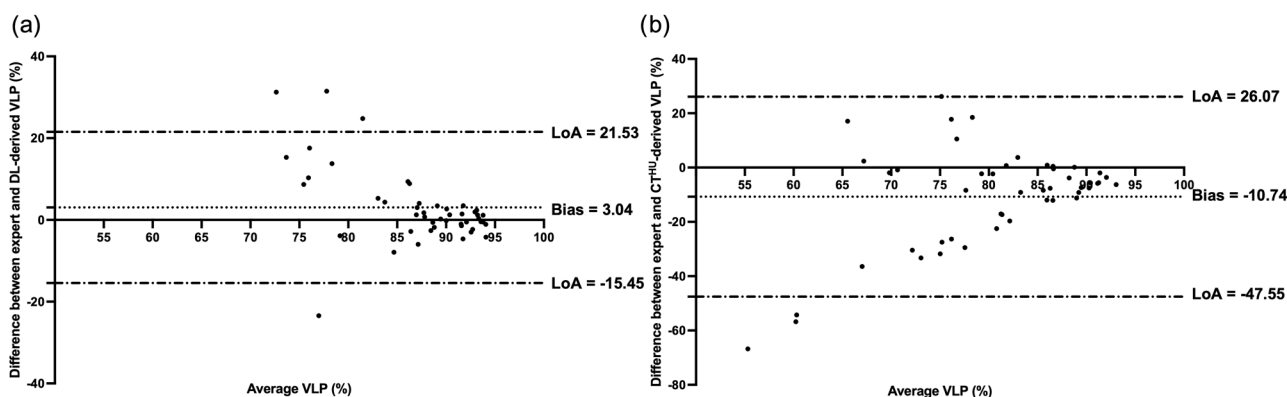 (a)
Difference between expert and DL-derived VLP (%)
40
20
0
-20
-40
55 60 65 70 75 80 85 90 95 100
LoA = 21.53
Bias = 3.04
LoA = -15.45
Average VLP (%)
(b)
Difference between expert and CTᴴᵁ-derived VLP (%)
40
20
0
-20
-40
-60
-80
55 60 65 70 75 80 85 90 95 100
LoA = 26.07
Bias = -10.74
LoA = -47.55
Average VLP (%)